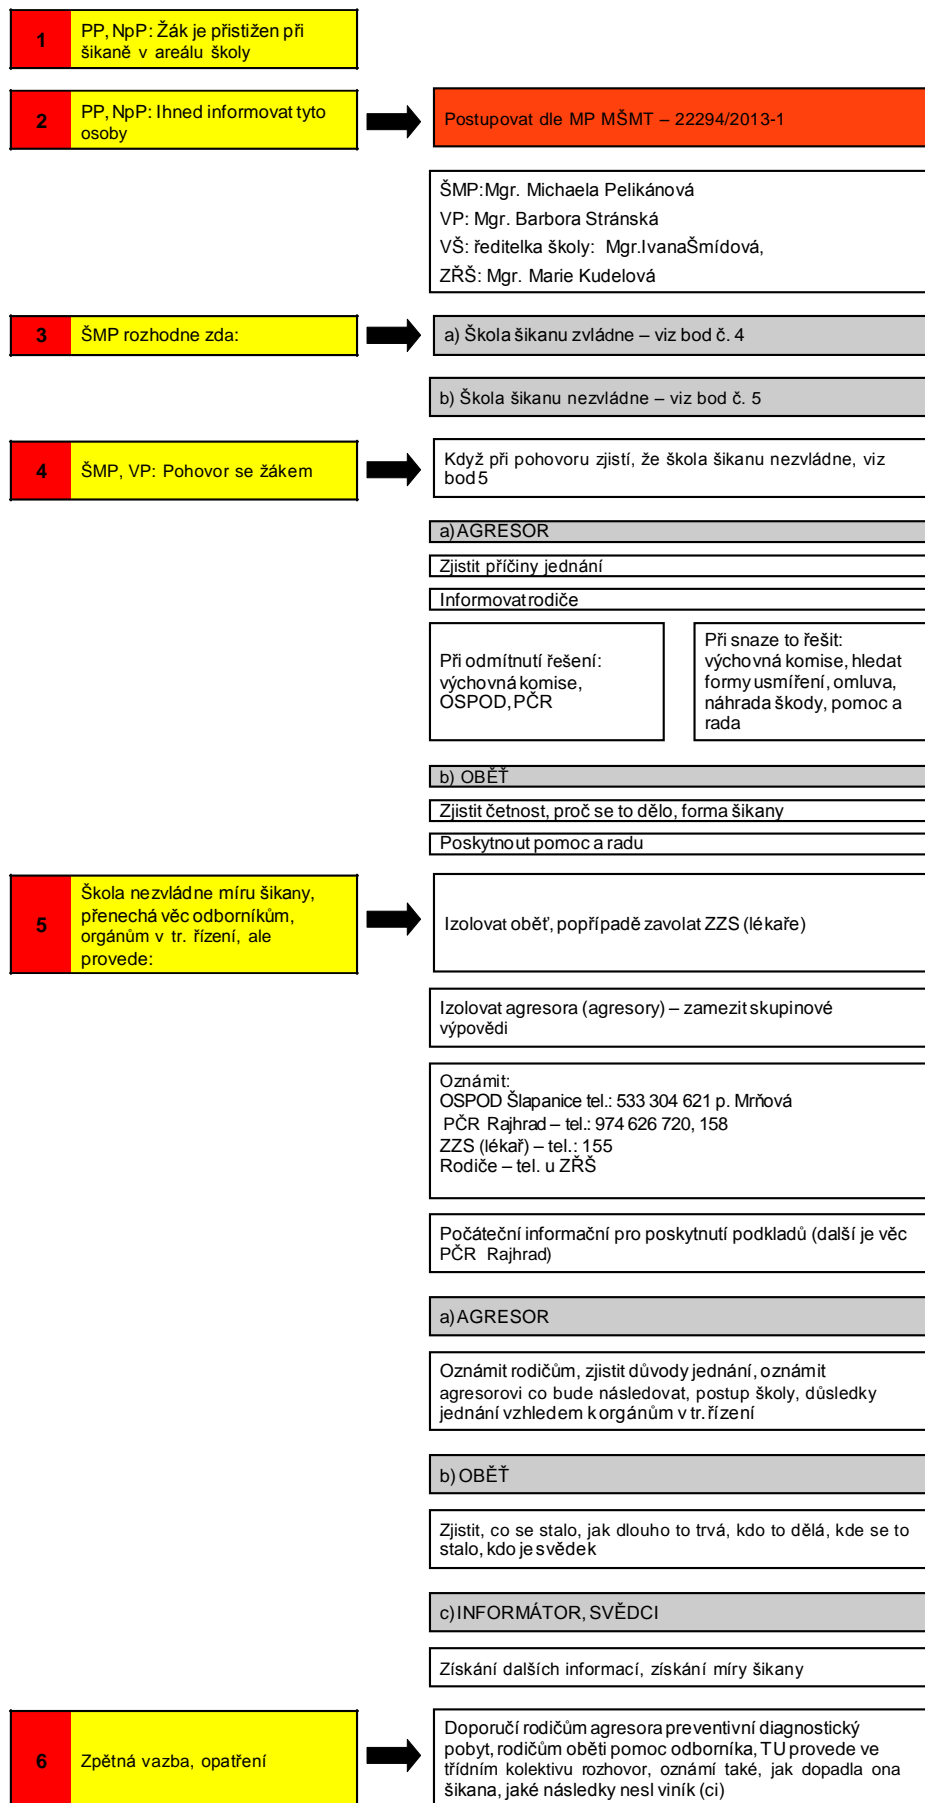 1
PP, NpP: Žák je přistižen při
šikaně v areálu školy
2
PP, NpP: Ihned informovat tyto
osoby
Postupovat dle MP MŠMT – 22294/2013-1
ŠMP:Mgr. Michaela Pelikánová
VP: Mgr. Barbora Stránská
VŠ: ředitelka školy: Mgr.IvanaŠmídová,
ZŘŠ: Mgr. Marie Kudelová
3
ŠMP rozhodne zda:
a) Škola šikanu zvládne – viz bod č. 4
b) Škola šikanu nezvládne – viz bod č. 5
4
ŠMP, VP: Pohovor se žákem
Když při pohovoru zjistí, že škola šikanu nezvládne, viz
bod 5
a) AGRESOR
Zjistit příčiny jednání
Informovat rodiče
Při odmítnutí řešení:
výchovná komise,
OSPOD, PČR
Při snaze to řešit:
výchovná komise, hledat
formy usmíření, omluva,
náhrada škody, pomoc a
rada
b) OBĚŤ
Zjistit četnost, proč se to dělo, forma šikany
Poskytnout pomoc a radu
5
Škola nezvládne míru šikany,
přenechá věc odborníkům,
orgánům v tr. řízení, ale
provede:
Izolovat oběť, popřípadě zavolat ZZS (lékaře)
Izolovat agresora (agresory) – zamezit skupinové
výpovědi
Oznámit:
OSPOD Šlapanice tel.: 533 304 621 p. Mrňová
PČR Rajhrad – tel.: 974 626 720, 158
ZZS (lékař) – tel.: 155
Rodiče – tel. u ZŘŠ
Počáteční informační pro poskytnutí podkladů (další je věc
PČR Rajhrad)
a) AGRESOR
Oznámit rodičům, zjistit důvody jednání, oznámit
agresorovi co bude následovat, postup školy, důsledky
jednání vzhledem k orgánům v tr. řízení
b) OBĚŤ
Zjistit, co se stalo, jak dlouho to trvá, kdo to dělá, kde se to
stalo, kdo je svědek
c) INFORMÁTOR, SVĚDCI
Získání dalších informací, získání míry šikany
6
Zpětná vazba, opatření
Doporučí rodičům agresora preventivní diagnostický
pobyt, rodičům oběti pomoc odborníka, TU provede ve
třídním kolektivu rozhovor, oznámí také, jak dopadla ona
šikana, jaké následky nesl viník (ci)